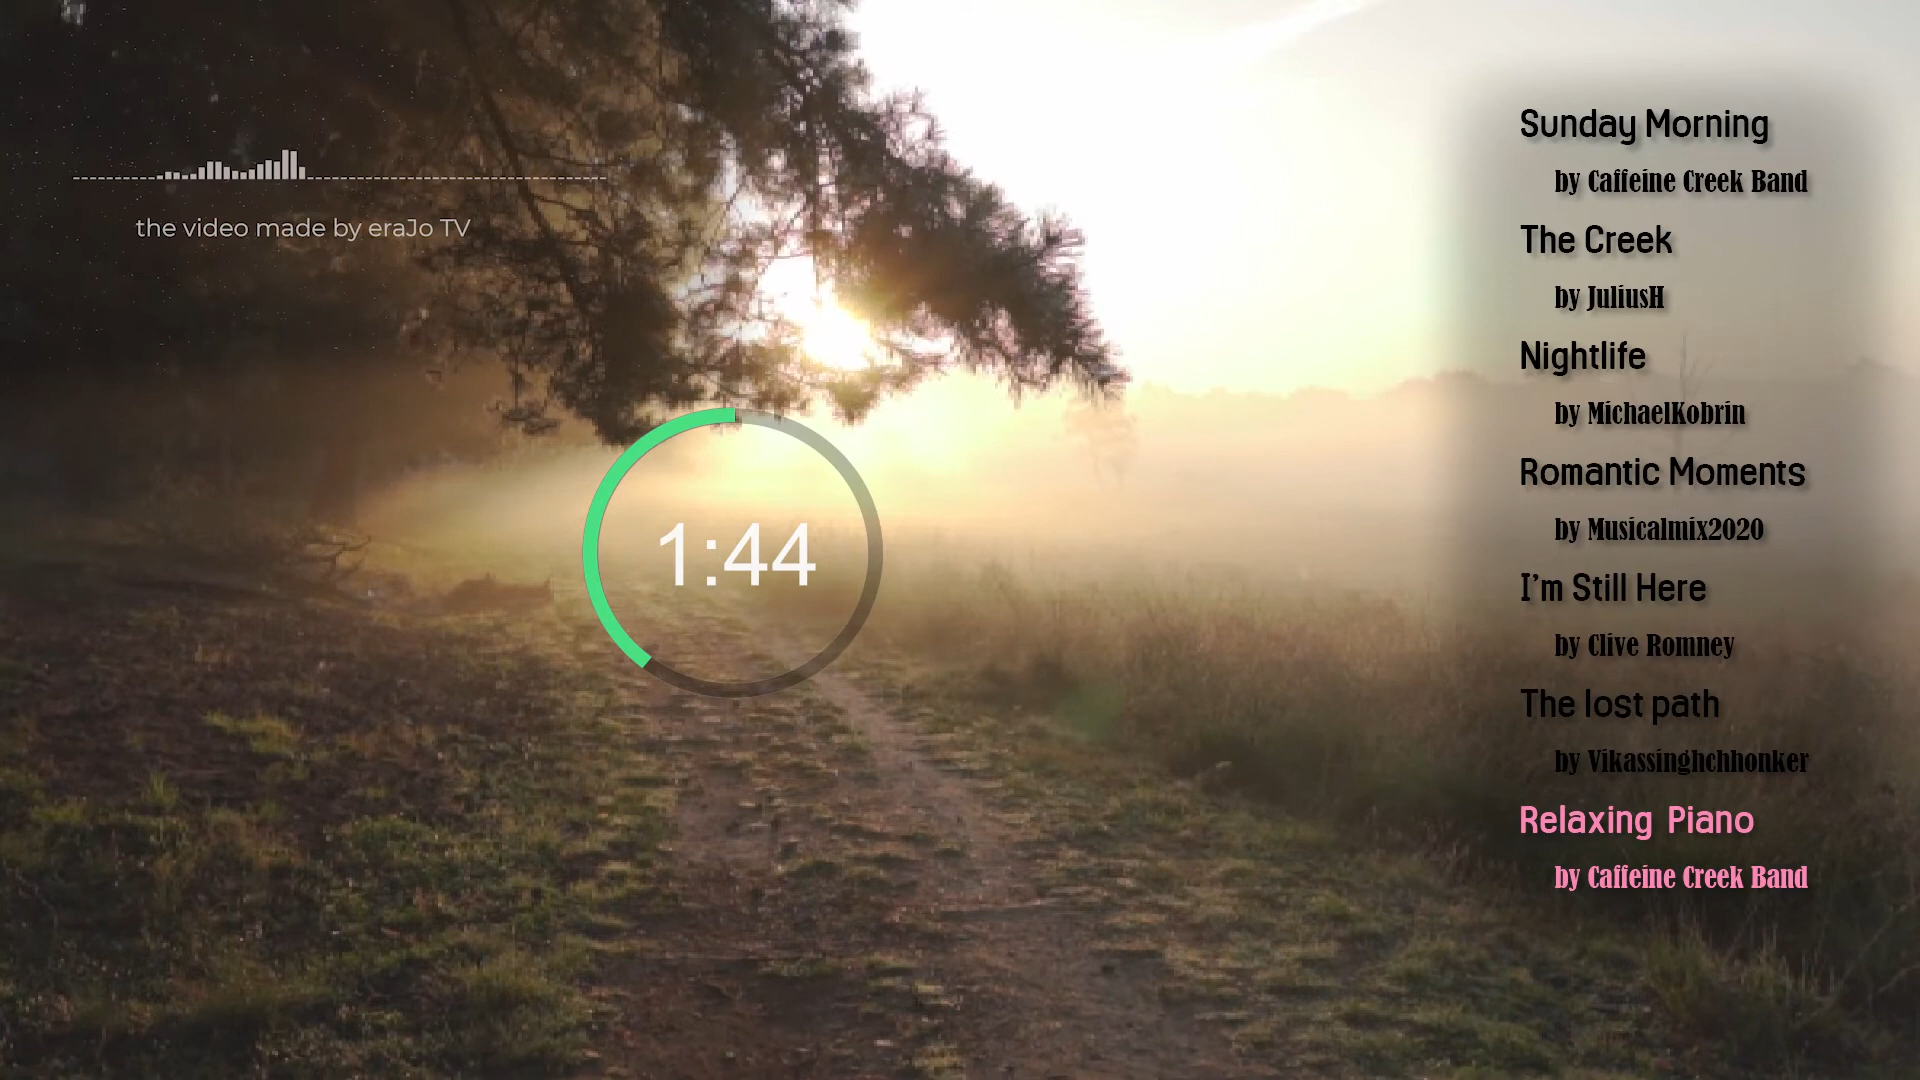 the video made by eraJo TV
1:44
Sunday Morning
by Caffeine Creek Band
The Creek
by JuliusH
Nightlife
by MichaelKobrin
Romantic Moments
by Musicalmix2020
I'm Still Here
by Clive Romney
The lost path
by Vikassinghchhonker
Relaxing Piano
by Caffeine Creek Band